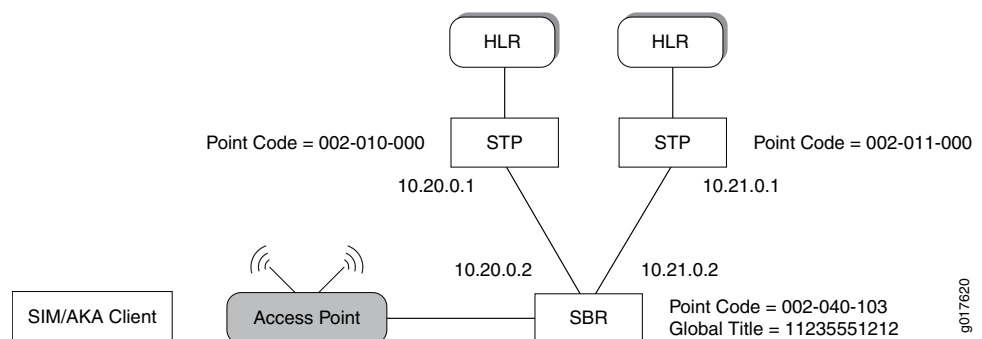 HLR
HLR
Point Code = 002-010-000
STP
STP
Point Code = 002-011-000
10.20.0.1
10.21.0.1
10.20.0.2
10.21.0.2
SIM/AKA Client
Access Point
SBR
Point Code = 002-040-103
Global Title = 11235551212
g017620